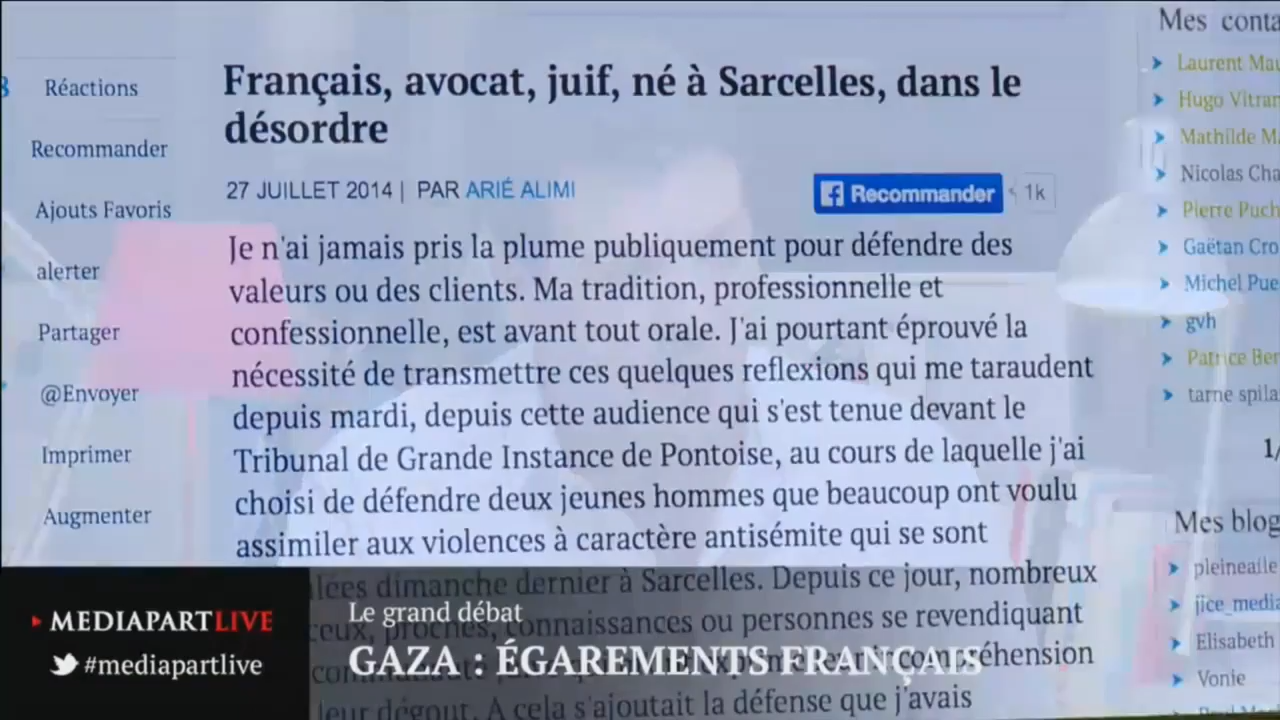 Réactions
Recommander
Ajouts Favoris
alerter
Partager
@Envoyer
Imprimer
Augmenter
Français, avocat, juif, né à Sarcelles, dans le
désordre
27 JUILLET 2014 | PAR ARIÉ ALIMI
Recommander 1k
Je n'ai jamais pris la plume publiquement pour défendre des
valeurs ou des clients. Ma tradition, professionnelle et
confessionnelle, est avant tout orale. J'ai pourtant éprouvé la
nécessité de transmettre ces quelques reflexions qui me taraudent
depuis mardi, depuis cette audience qui s'est tenue devant le
Tribunal de Grande Instance de Pontoise, au cours de laquelle j'ai
choisi de défendre deux jeunes hommes que beaucoup ont voulu
assimiler aux violences à caractère antisémite qui se sont
lées dimanche dernier à Sarcelles. Depuis ce jour, nombreux
ceux, proches, connaissances ou personnes se revendiquant
préhension
leur dégout. A cela s'ajoutait la défense que j'avais
Mes conta
Laurent Mau
Hugo Vitran
Mathilde Ma
Nicolas Cha
Pierre Puch
Gaëtan Cro
Michel Pue
gvh
Patrice Ber
tarne spila
1/
Mes blog
pleineaile
jice_media
Elisabeth
Vonie
MEDIAPARTLIVE
#mediapartlive
Le grand débat
GAZA : ÉGAREMENTS FRANÇAIS